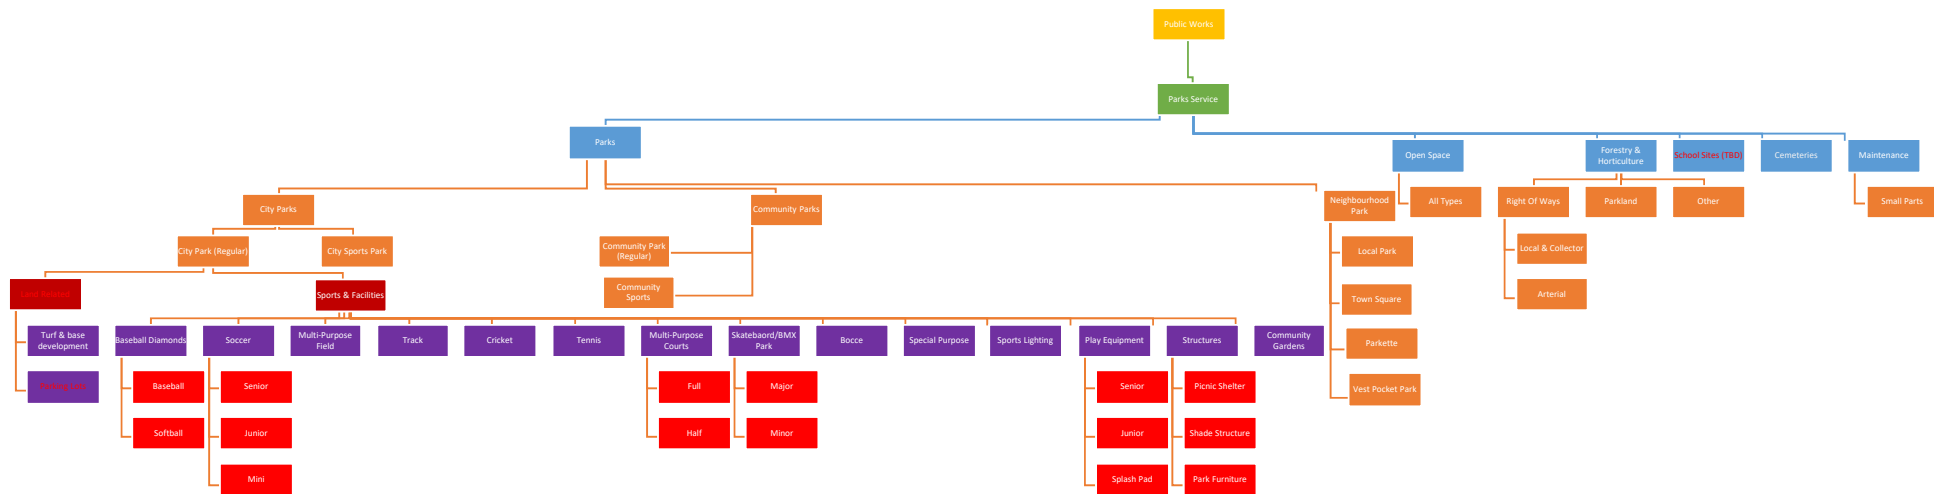 Public Works
Parks Service
Parks
Open Space
Forestry &
Horticulture
School Sites (TBD)
Cemeteries
Maintenance
City Parks
Community Parks
Neighbourhood
Park
All Types
Right Of Ways
Parkland
Other
Small Parts
City Park (Regular)
City Sports Park
Community Park
(Regular)
Local Park
Local & Collector
Sports & Facilities
Community
Sports
Town Square
Arterial
Turf & base
development
Baseball Diamonds
Soccer
Multi-Purpose
Field
Track
Cricket
Tennis
Multi-Purpose
Courts
Skatebaord/BMX
Park
Bocce
Special Purpose
Sports Lighting
Play Equipment
Structures
Community
Gardens
Parkette
Baseball
Senior
Full
Major
Senior
Picnic Shelter
Vest Pocket Park
Softball
Junior
Half
Minor
Junior
Shade Structure
Mini
Splash Pad
Park Furniture